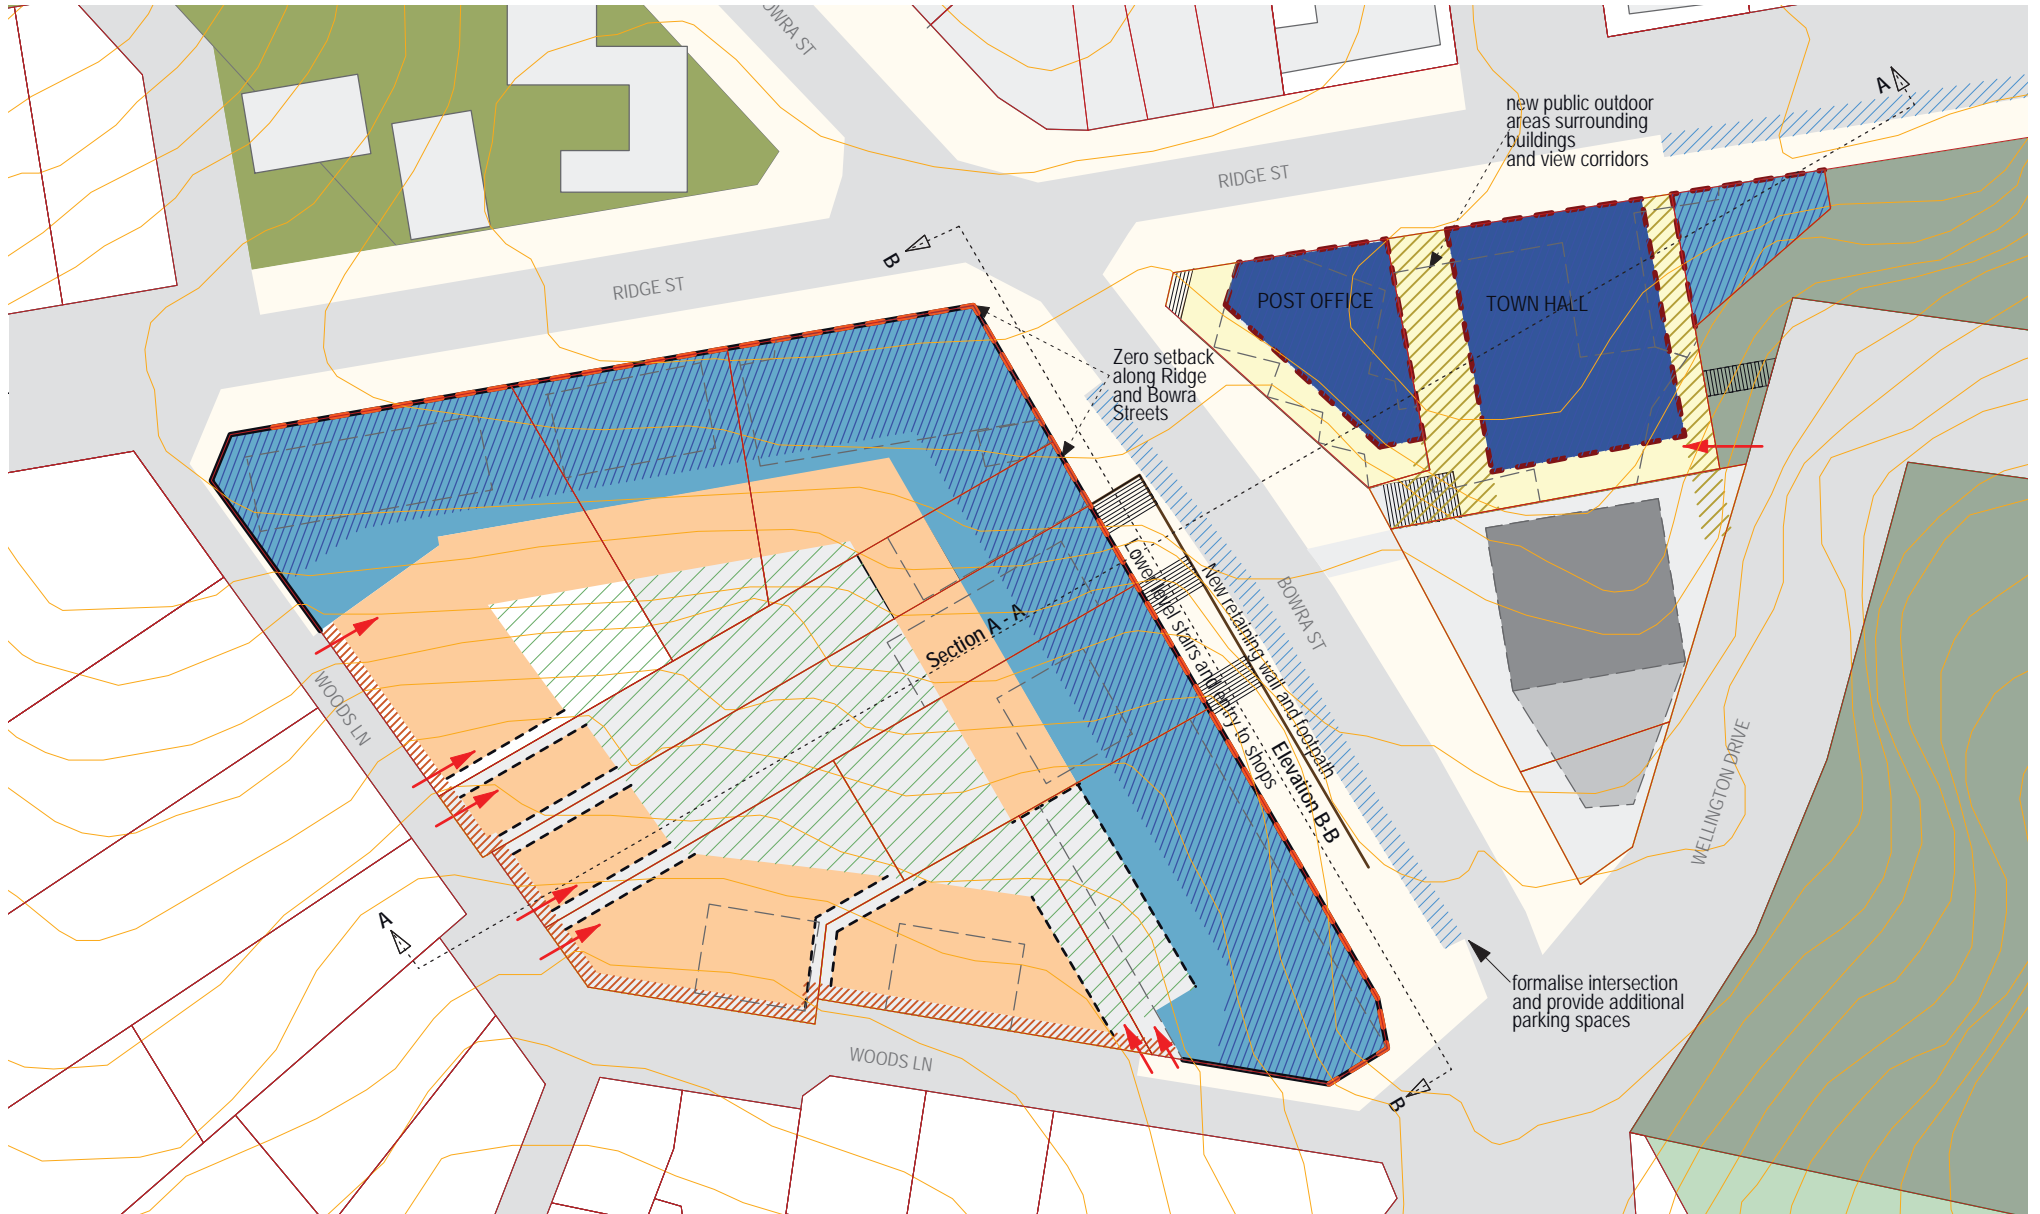 OWRA ST
A
new public outdoor
areas surrounding
buildings
and view corridors
RIDGE ST
B
RIDGE ST
POST OFFICE
TOWN HALL
Zero setback
along Ridge
and Bowra
Streets
Section A - A
Lower level stairs and entry to shops
New retaining wall and footpath
Elevation B-B
BOWRA ST
WOODS LN
WELLINGTON DRIVE
A
formalise intersection
and provide additional
parking spaces
WOODS LN
B